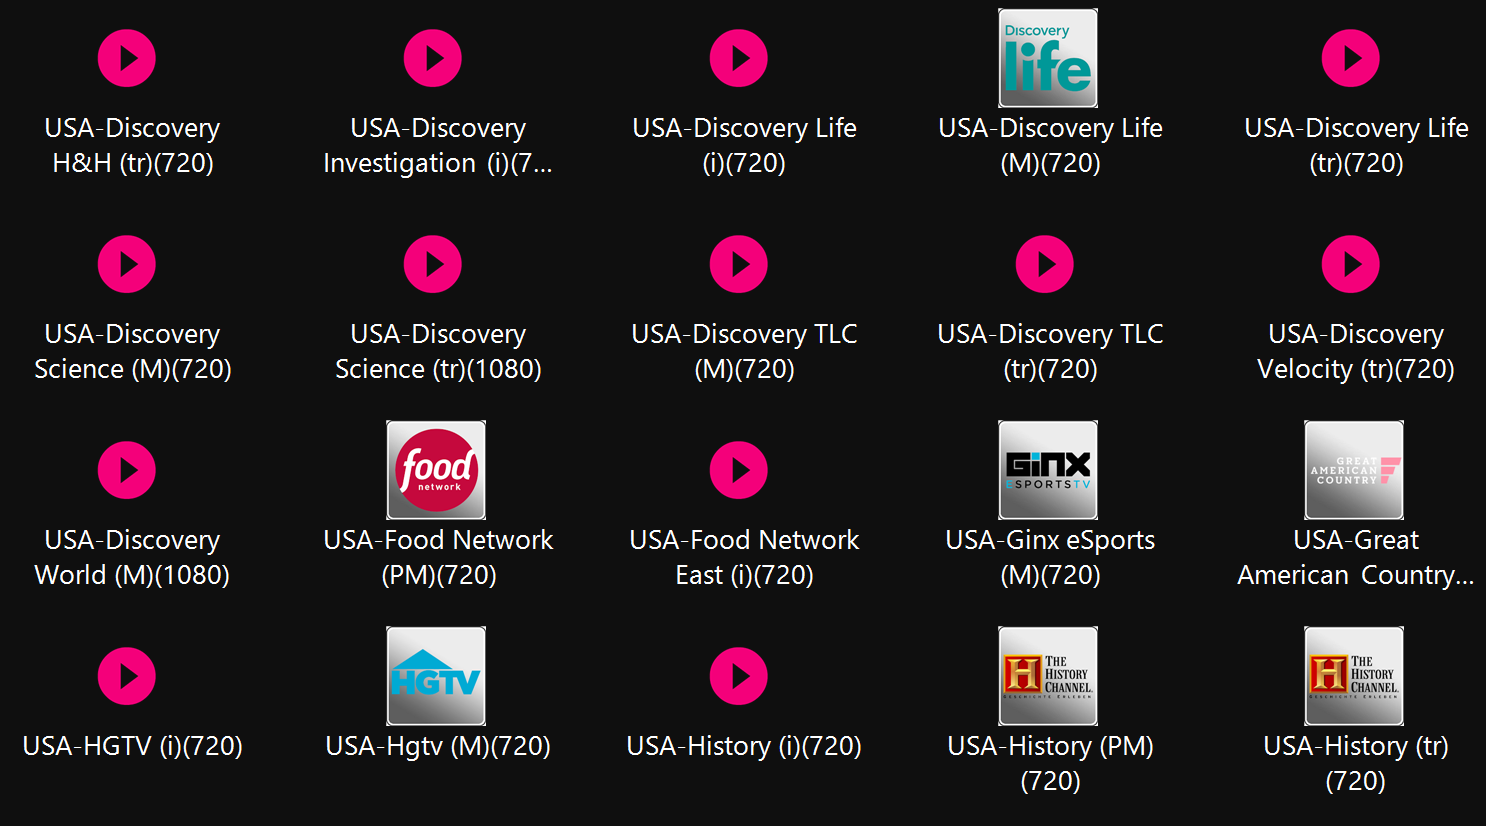 Discovery
life
USA-Discovery
H&H (tr)(720)
USA-Discovery
Investigation (i)(7...
USA-Discovery Life
(i)(720)
USA-Discovery Life
(M)(720)
USA-Discovery Life
(tr)(720)
USA-Discovery
Science (M)(720)
USA-Discovery
Science (tr)(1080)
USA-Discovery TLC
(M)(720)
USA-Discovery TLC
(tr)(720)
USA-Discovery
Velocity (tr)(720)
food
network
GINX
ESPORTSTV
GREAT
AMERICAN
COUNTRY
USA-Discovery
World (M)(1080)
USA-Food Network
(PM)(720)
USA-Food Network
East (i)(720)
USA-Ginx eSports
(M)(720)
USA-Great
American Country...
HGTV
H
THE
HISTORY
CHANNEL.
GESCHICHTE ERLEBEN
H
THE
HISTORY
CHANNEL.
GESCHICHTE ERLEBEN
USA-HGTV (i)(720)
USA-Hgtv (M)(720)
USA-History (i)(720)
USA-History (PM)
(720)
USA-History (tr)
(720)